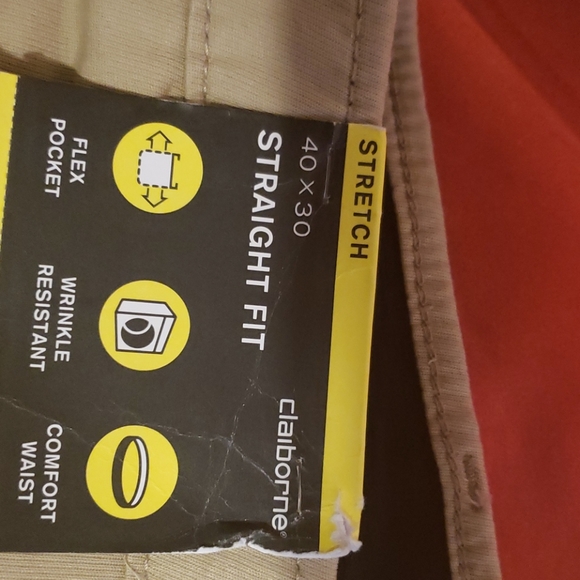 STRETCH
40 X 30
STRAIGHT FIT
claiborne®
FLEX
POCKET
WRINKLE
RESISTANT
COMFORT
WAIST